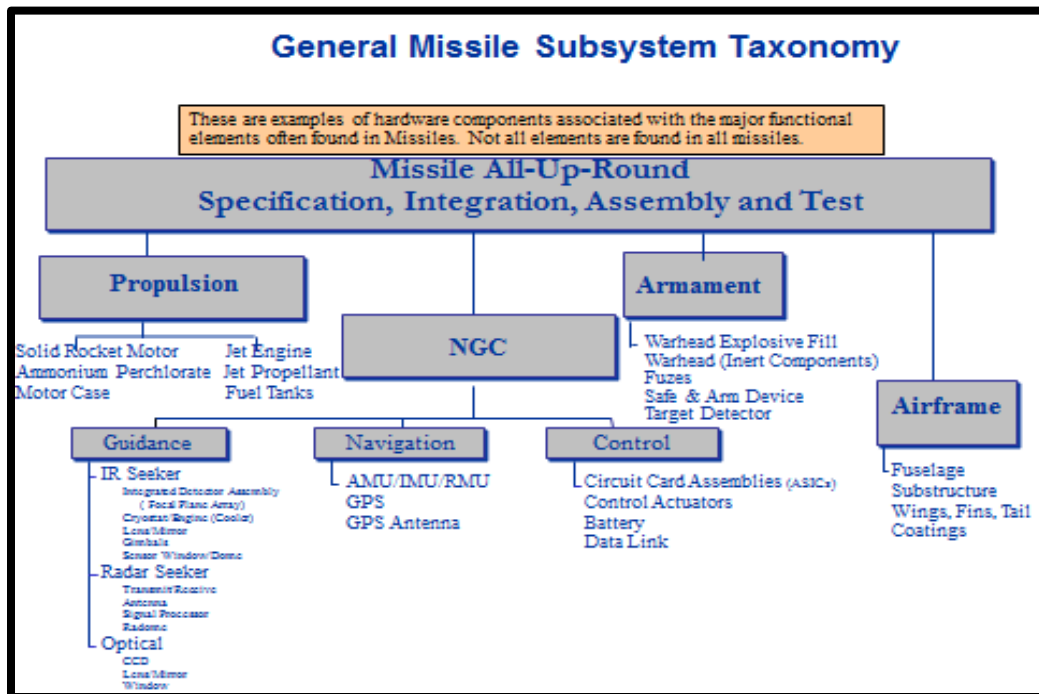 General Missile Subsystem Taxonomy
These are examples of hardware components associated with the major functional
elements often found in Missiles. Not all elements are found in all missiles.
Missile All-Up-Round
Specification, Integration, Assembly and Test
Propulsion
Solid Rocket Motor
Ammonium Perchlorate
Motor Case
Jet Engine
Jet Propellant
Fuel Tanks
NGC
Armament
Warhead Explosive Fill
Warhead (Inert Components)
Fuzes
Safe & Arm Device
Target Detector
Airframe
Fuselage
Substructure
Wings, Fins, Tail
Coatings
Guidance
IR Seeker
Integrated Detector Assembly
( Focal Plane Array)
Cryostat/Engine (Cooler)
Lens/Mirror
Gimbals
Sensor Window/Dome
Radar Seeker
Transmit/Receive
Antenna
Signal Processor
Radome
Optical
CCD
Lens/Mirror
Window
Navigation
AMU/IMU/RMU
GPS
GPS Antenna
Control
Circuit Card Assemblies (ASICs)
Control Actuators
Battery
Data Link